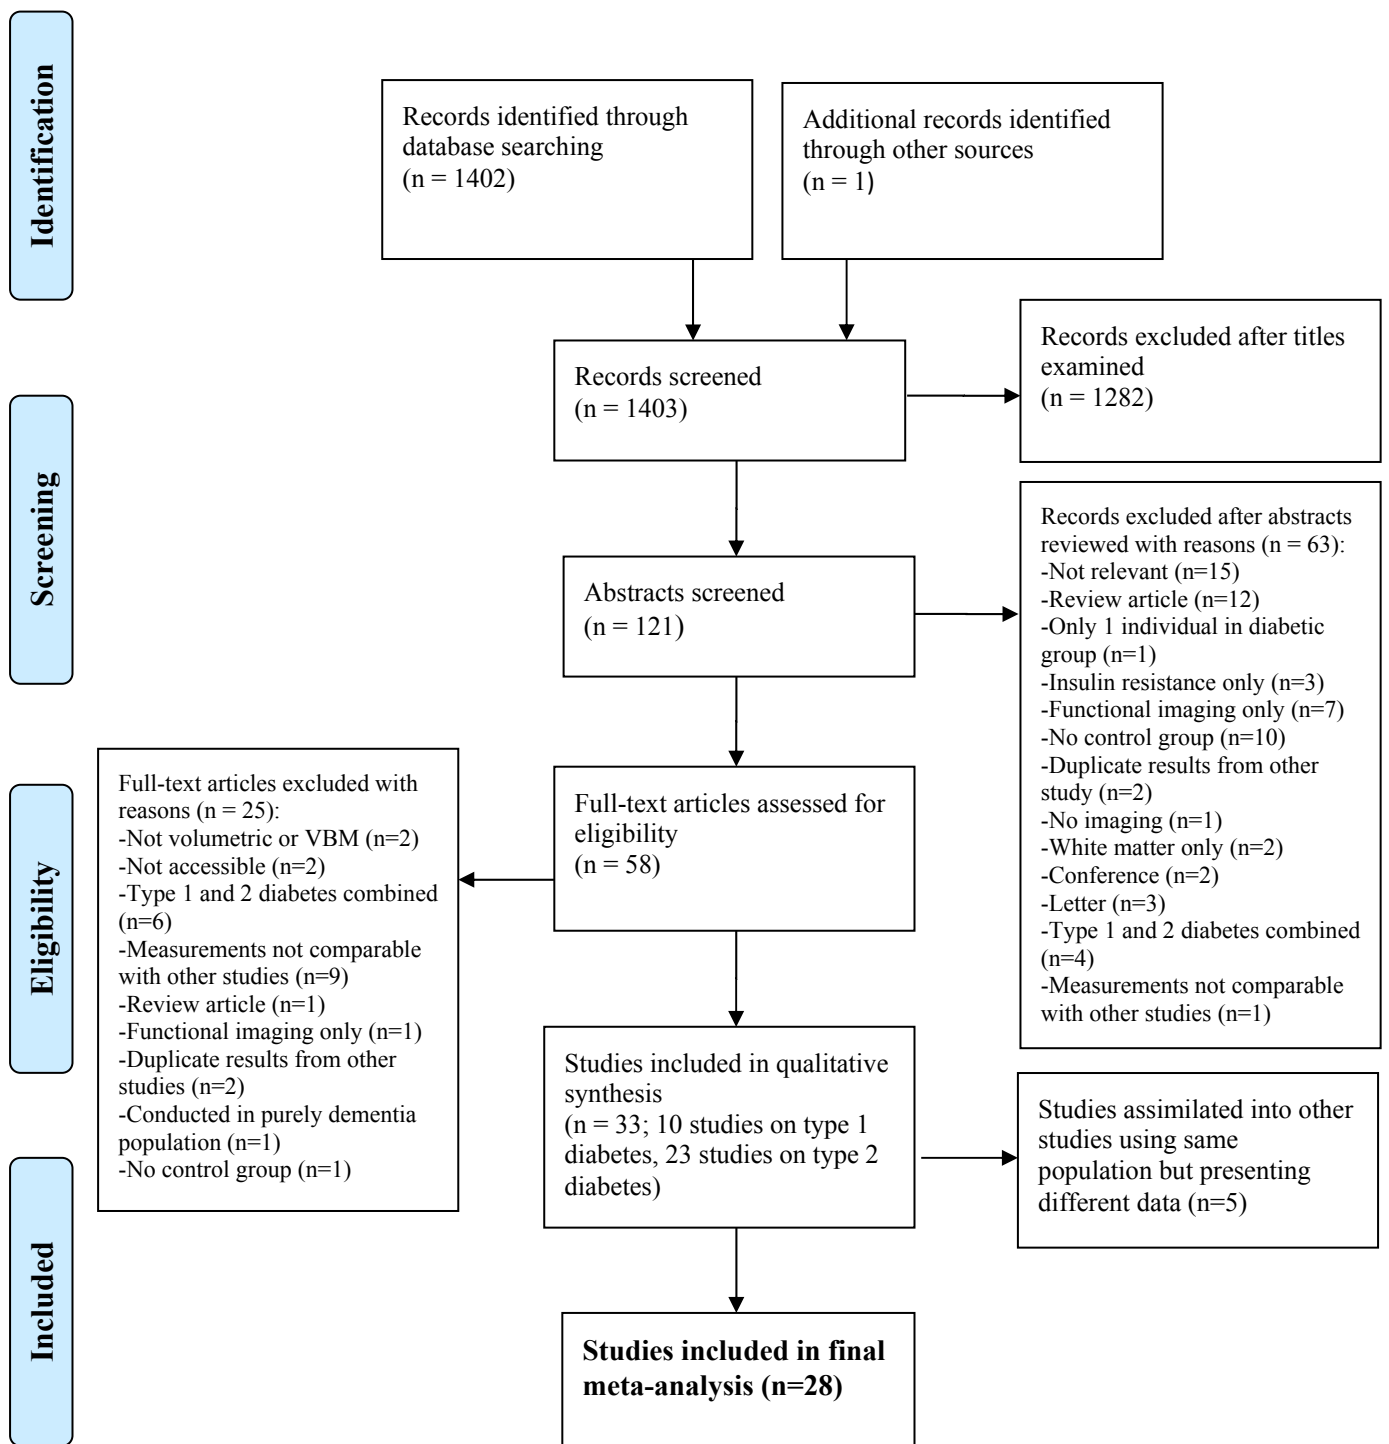 Identification
Records identified through
database searching
(n = 1402)
Additional records identified
through other sources
(n = 1)
Records screened
(n = 1403)
Records excluded after titles
examined
(n = 1282)
Screening
Abstracts screened
(n = 121)
Records excluded after abstracts
reviewed with reasons (n = 63):
-Not relevant (n=15)
-Review article (n=12)
-Only 1 individual in diabetic
group (n=1)
-Insulin resistance only (n=3)
-Functional imaging only (n=7)
-No control group (n=10)
-Duplicate results from other
study (n=2)
-No imaging (n=1)
-White matter only (n=2)
-Conference (n=2)
-Letter (n=3)
-Type 1 and 2 diabetes combined
(n=4)
-Measurements not comparable
with other studies (n=1)
Eligibility
Full-text articles assessed for
eligibility
(n = 58)
Full-text articles excluded with
reasons (n = 25):
-Not volumetric or VBM (n=2)
-Not accessible (n=2)
-Type 1 and 2 diabetes combined
(n=6)
-Measurements not comparable
with other studies (n=9)
-Review article (n=1)
-Functional imaging only (n=1)
-Duplicate results from other
studies (n=2)
-Conducted in purely dementia
population (n=1)
-No control group (n=1)
Studies included in qualitative
synthesis
(n = 33; 10 studies on type 1
diabetes, 23 studies on type 2
diabetes)
Studies assimilated into other
studies using same
population but presenting
different data (n=5)
Included
Studies included in final
meta-analysis (n=28)